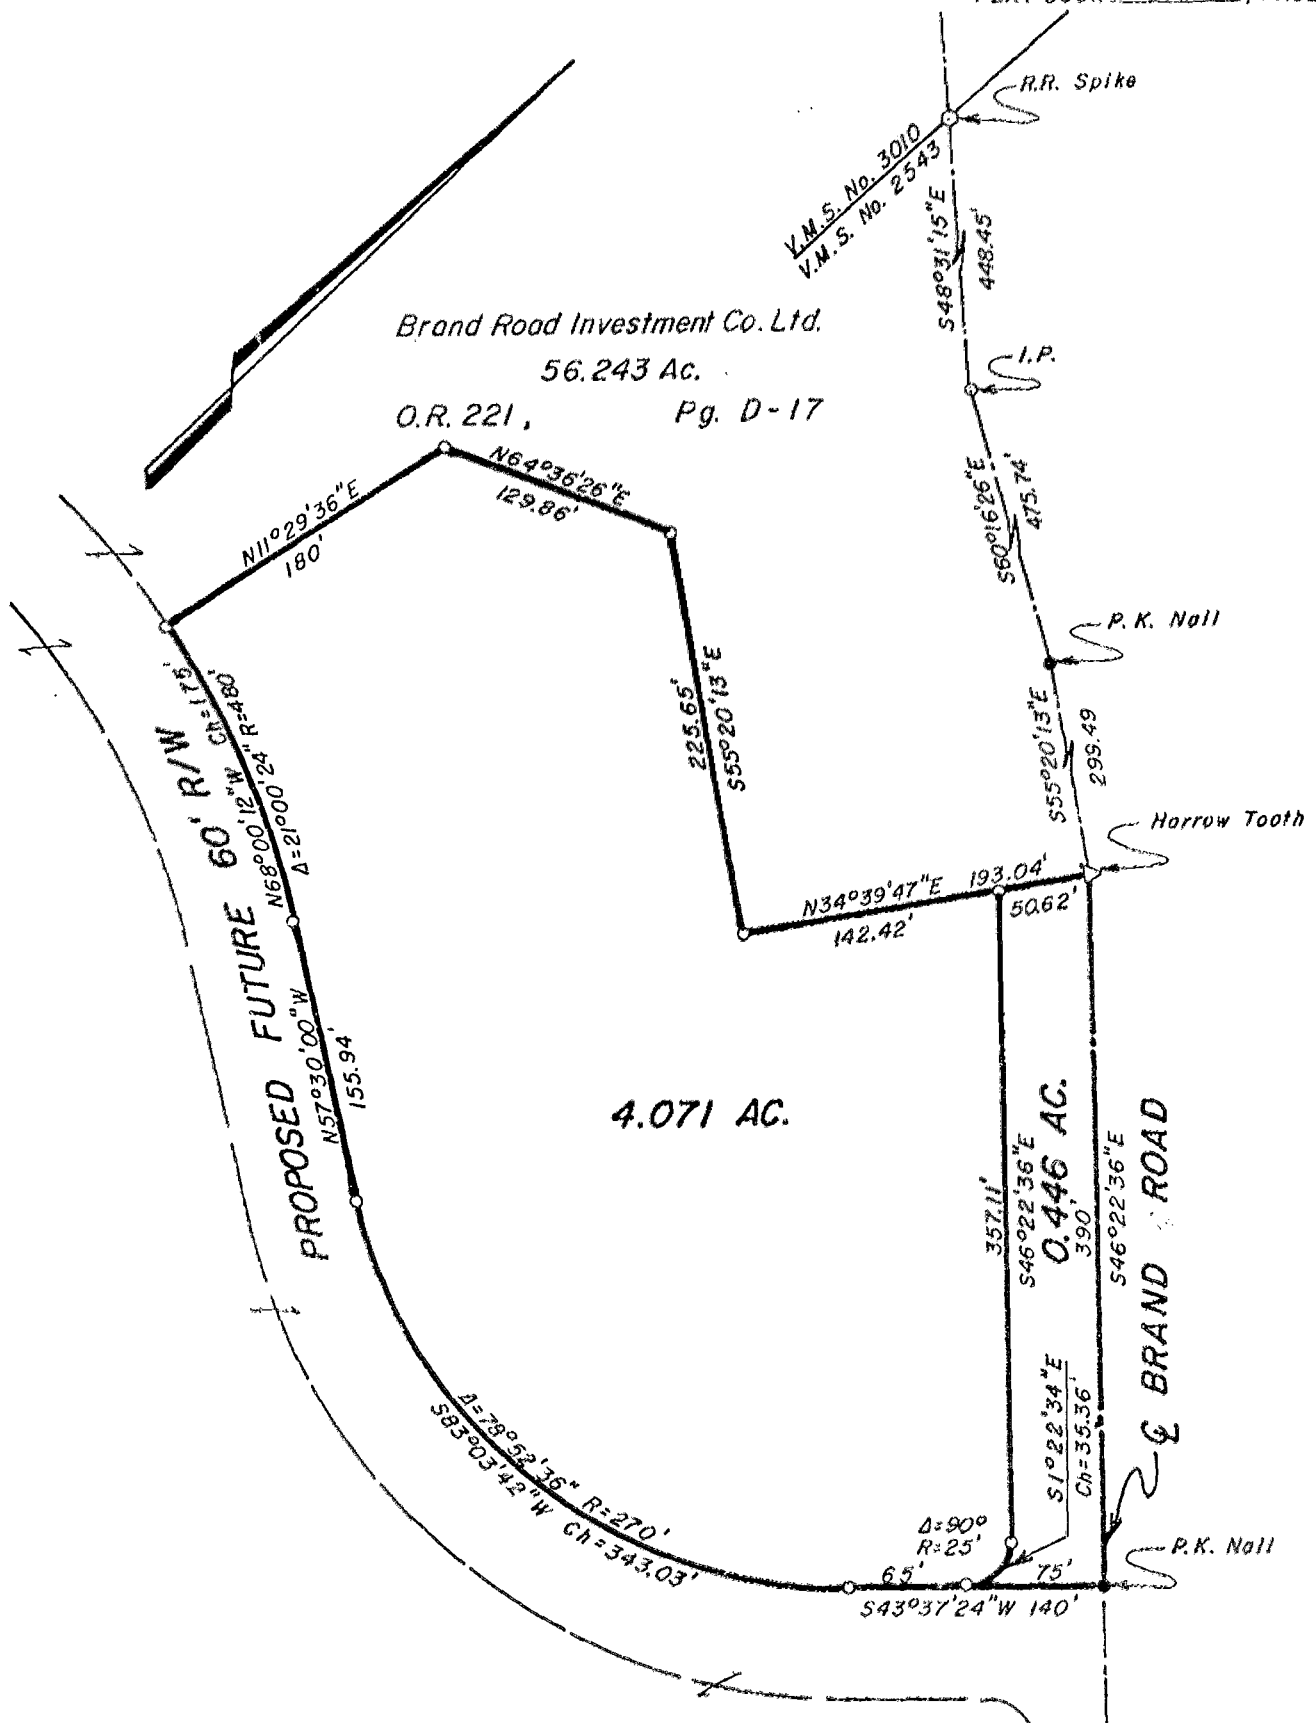 R.R. Spike
V.M.S. No. 3010
V.M.S. No. 2543
S48°31'15"E
448.45'
Brand Road Investment Co. Ltd.
56.243 Ac.
O.R. 221, Pg. D-17
I.P.
N64°36'26"E
129.86'
N11°29'36"E
180'
S60°16'26"E
475.74'
P.K. Nail
225.65'
S55°20'13"E
S55°20'13"E
299.49
Harrow Tooth
PROPOSED FUTURE 60' R/W
N68°00'12"W Ch=175'
Δ=21°00'24" R=480'
N34°39'47"E 193.04'
142.42'
50.62'
N57°30'00"W
155.94'
4.071 AC.
357.11'
S46°22'36"E
0.446 AC.
390'
S46°22'36"E
℄ BRAND ROAD
S1°22'34"E
Ch=35.36'
Δ=78°52'36" R=270'
S83°03'42"W Ch=343.03'
Δ=90°
R=25'
65'
75'
S43°37'24"W 140'
P.K. Nail